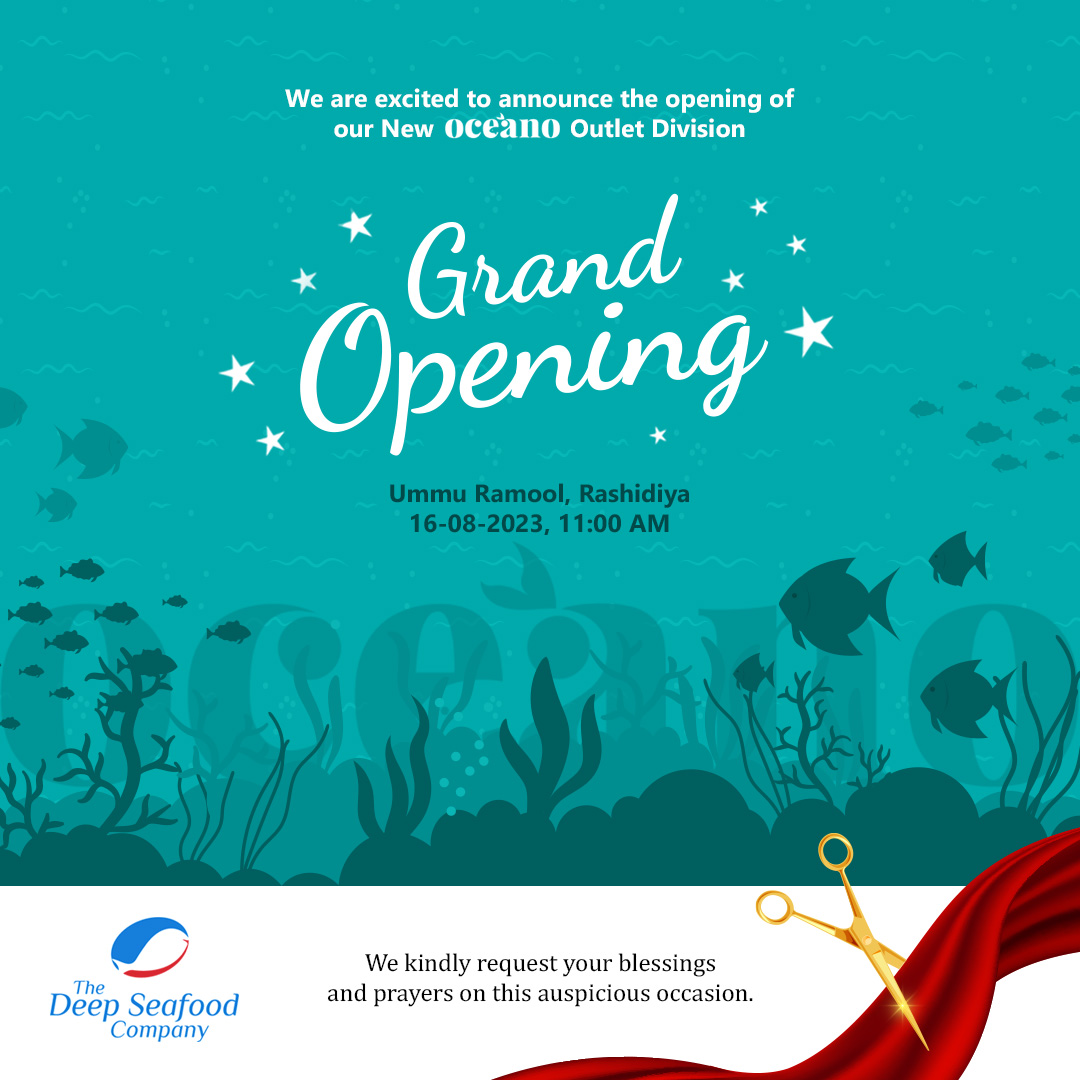 We are excited to announce the opening of
our New oceano Outlet Division
Grand
Opening
Ummu Ramool, Rashidiya
16-08-2023, 11:00 AM
oceano
The
Deep Seafood
Company
We kindly request your blessings
and prayers on this auspicious occasion.